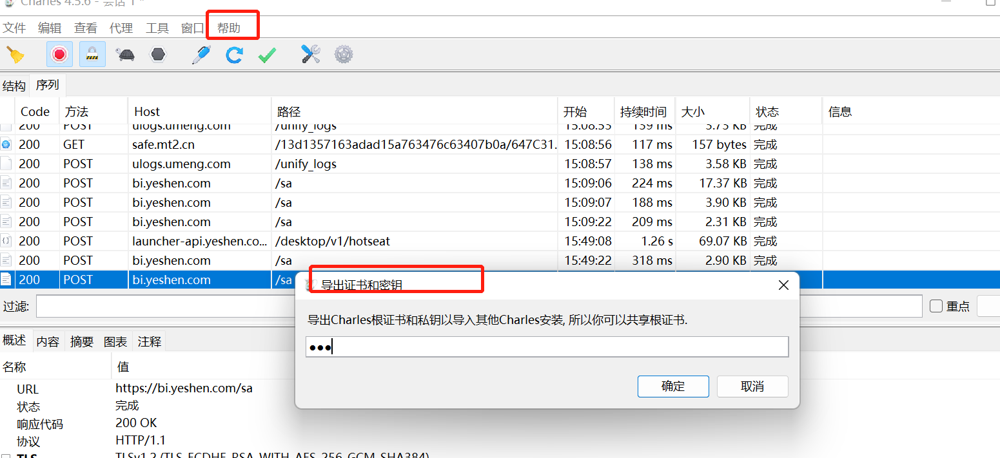 Charles 4.5.6 - 会话 1 *
文件 编辑 查看 代理 工具 窗口 帮助
结构 序列
Code 方法 Host 路径 开始 持续时间 大小 状态 信息
200 POST ulogs.umeng.com /unify_logs 15:08:55 159 ms 3.73 KB 完成
200 GET safe.mt2.cn /13d1357163adad15a763476c63407b0a/647C31. 15:08:56 117 ms 157 bytes 完成
200 POST ulogs.umeng.com /unify_logs 15:08:57 138 ms 3.58 KB 完成
200 POST bi.yeshen.com /sa 15:09:06 224 ms 17.37 KB 完成
200 POST bi.yeshen.com /sa 15:09:07 188 ms 3.90 KB 完成
200 POST bi.yeshen.com /sa 15:09:22 209 ms 2.31 KB 完成
200 POST launcher-api.yeshen.co... /desktop/v1/hotseat 15:49:08 1.26 s 69.07 KB 完成
200 POST bi.yeshen.com /sa 15:49:22 318 ms 2.90 KB 完成
200 POST bi.yeshen.com /sa
导出证书和密钥
过滤: 重点
导出Charles根证书和私钥以导入其他Charles安装, 所以你可以共享根证书.
●●●
确定 取消
概述 内容 摘要 图表 注释
名称 值
URL https://bi.yeshen.com/sa
状态 完成
响应代码 200 OK
协议 HTTP/1.1
TLS TLSv1.2 (TLS_ECDHE_RSA_WITH_AES_256_GCM_SHA384)